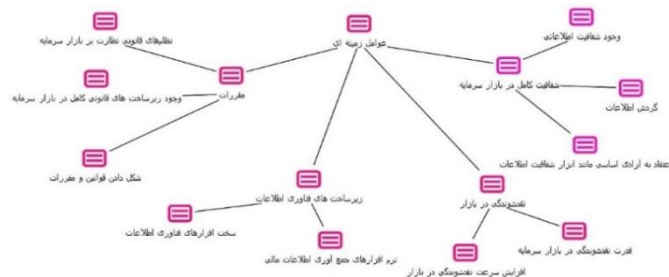 وجود شفافیت اطلاعاتی
عوامل زمینه ای
نظامهای قانونی نظارت بر بازار سرمایه
شفافیت کامل در بازار سرمایه
مقررات
وجود زیرساخت های قانونی کامل در بازار سرمایه
گردش اطلاعات
عتقاد به آزادی اساسی مانند ابزار شفافیت اطلاعات
شکل دادن قوانین و مقررات
زیرساخت های فناوری اطلاعات
نقدشوندگی در بازار
سخت افزارهای فناوری اطلاعات
قدرت نقدشوندگی در بازار سرمایه
نرم افزارهای جمع آوری اطلاعات مالی
افزایش سرعت نقدشوندگی در بازار